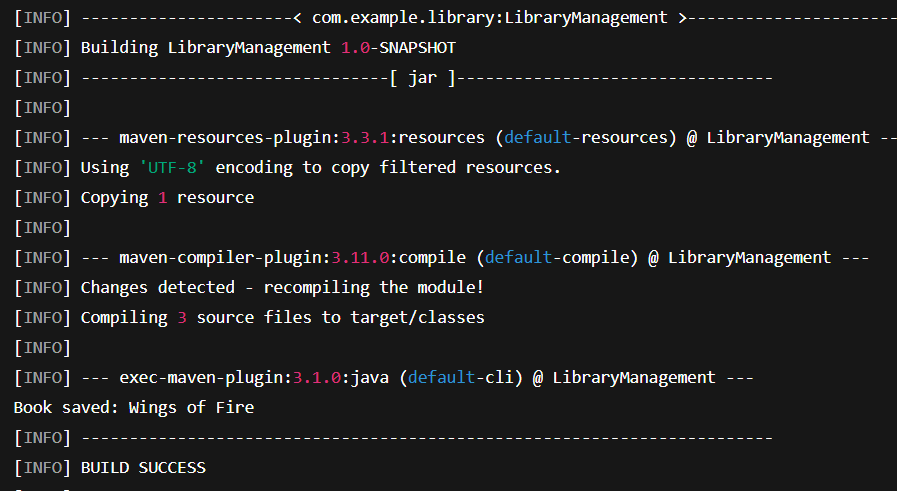 [INFO] ----------------------< com.example.library:LibraryManagement >----------------------
[INFO] Building LibraryManagement 1.0-SNAPSHOT
[INFO] --------------------------------[ jar ]---------------------------------
[INFO]
[INFO] --- maven-resources-plugin:3.3.1:resources (default-resources) @ LibraryManagement --
[INFO] Using 'UTF-8' encoding to copy filtered resources.
[INFO] Copying 1 resource
[INFO]
[INFO] --- maven-compiler-plugin:3.11.0:compile (default-compile) @ LibraryManagement ---
[INFO] Changes detected - recompiling the module!
[INFO] Compiling 3 source files to target/classes
[INFO]
[INFO] --- exec-maven-plugin:3.1.0:java (default-cli) @ LibraryManagement ---
Book saved: Wings of Fire
[INFO] ------------------------------------------------------------------------
[INFO] BUILD SUCCESS